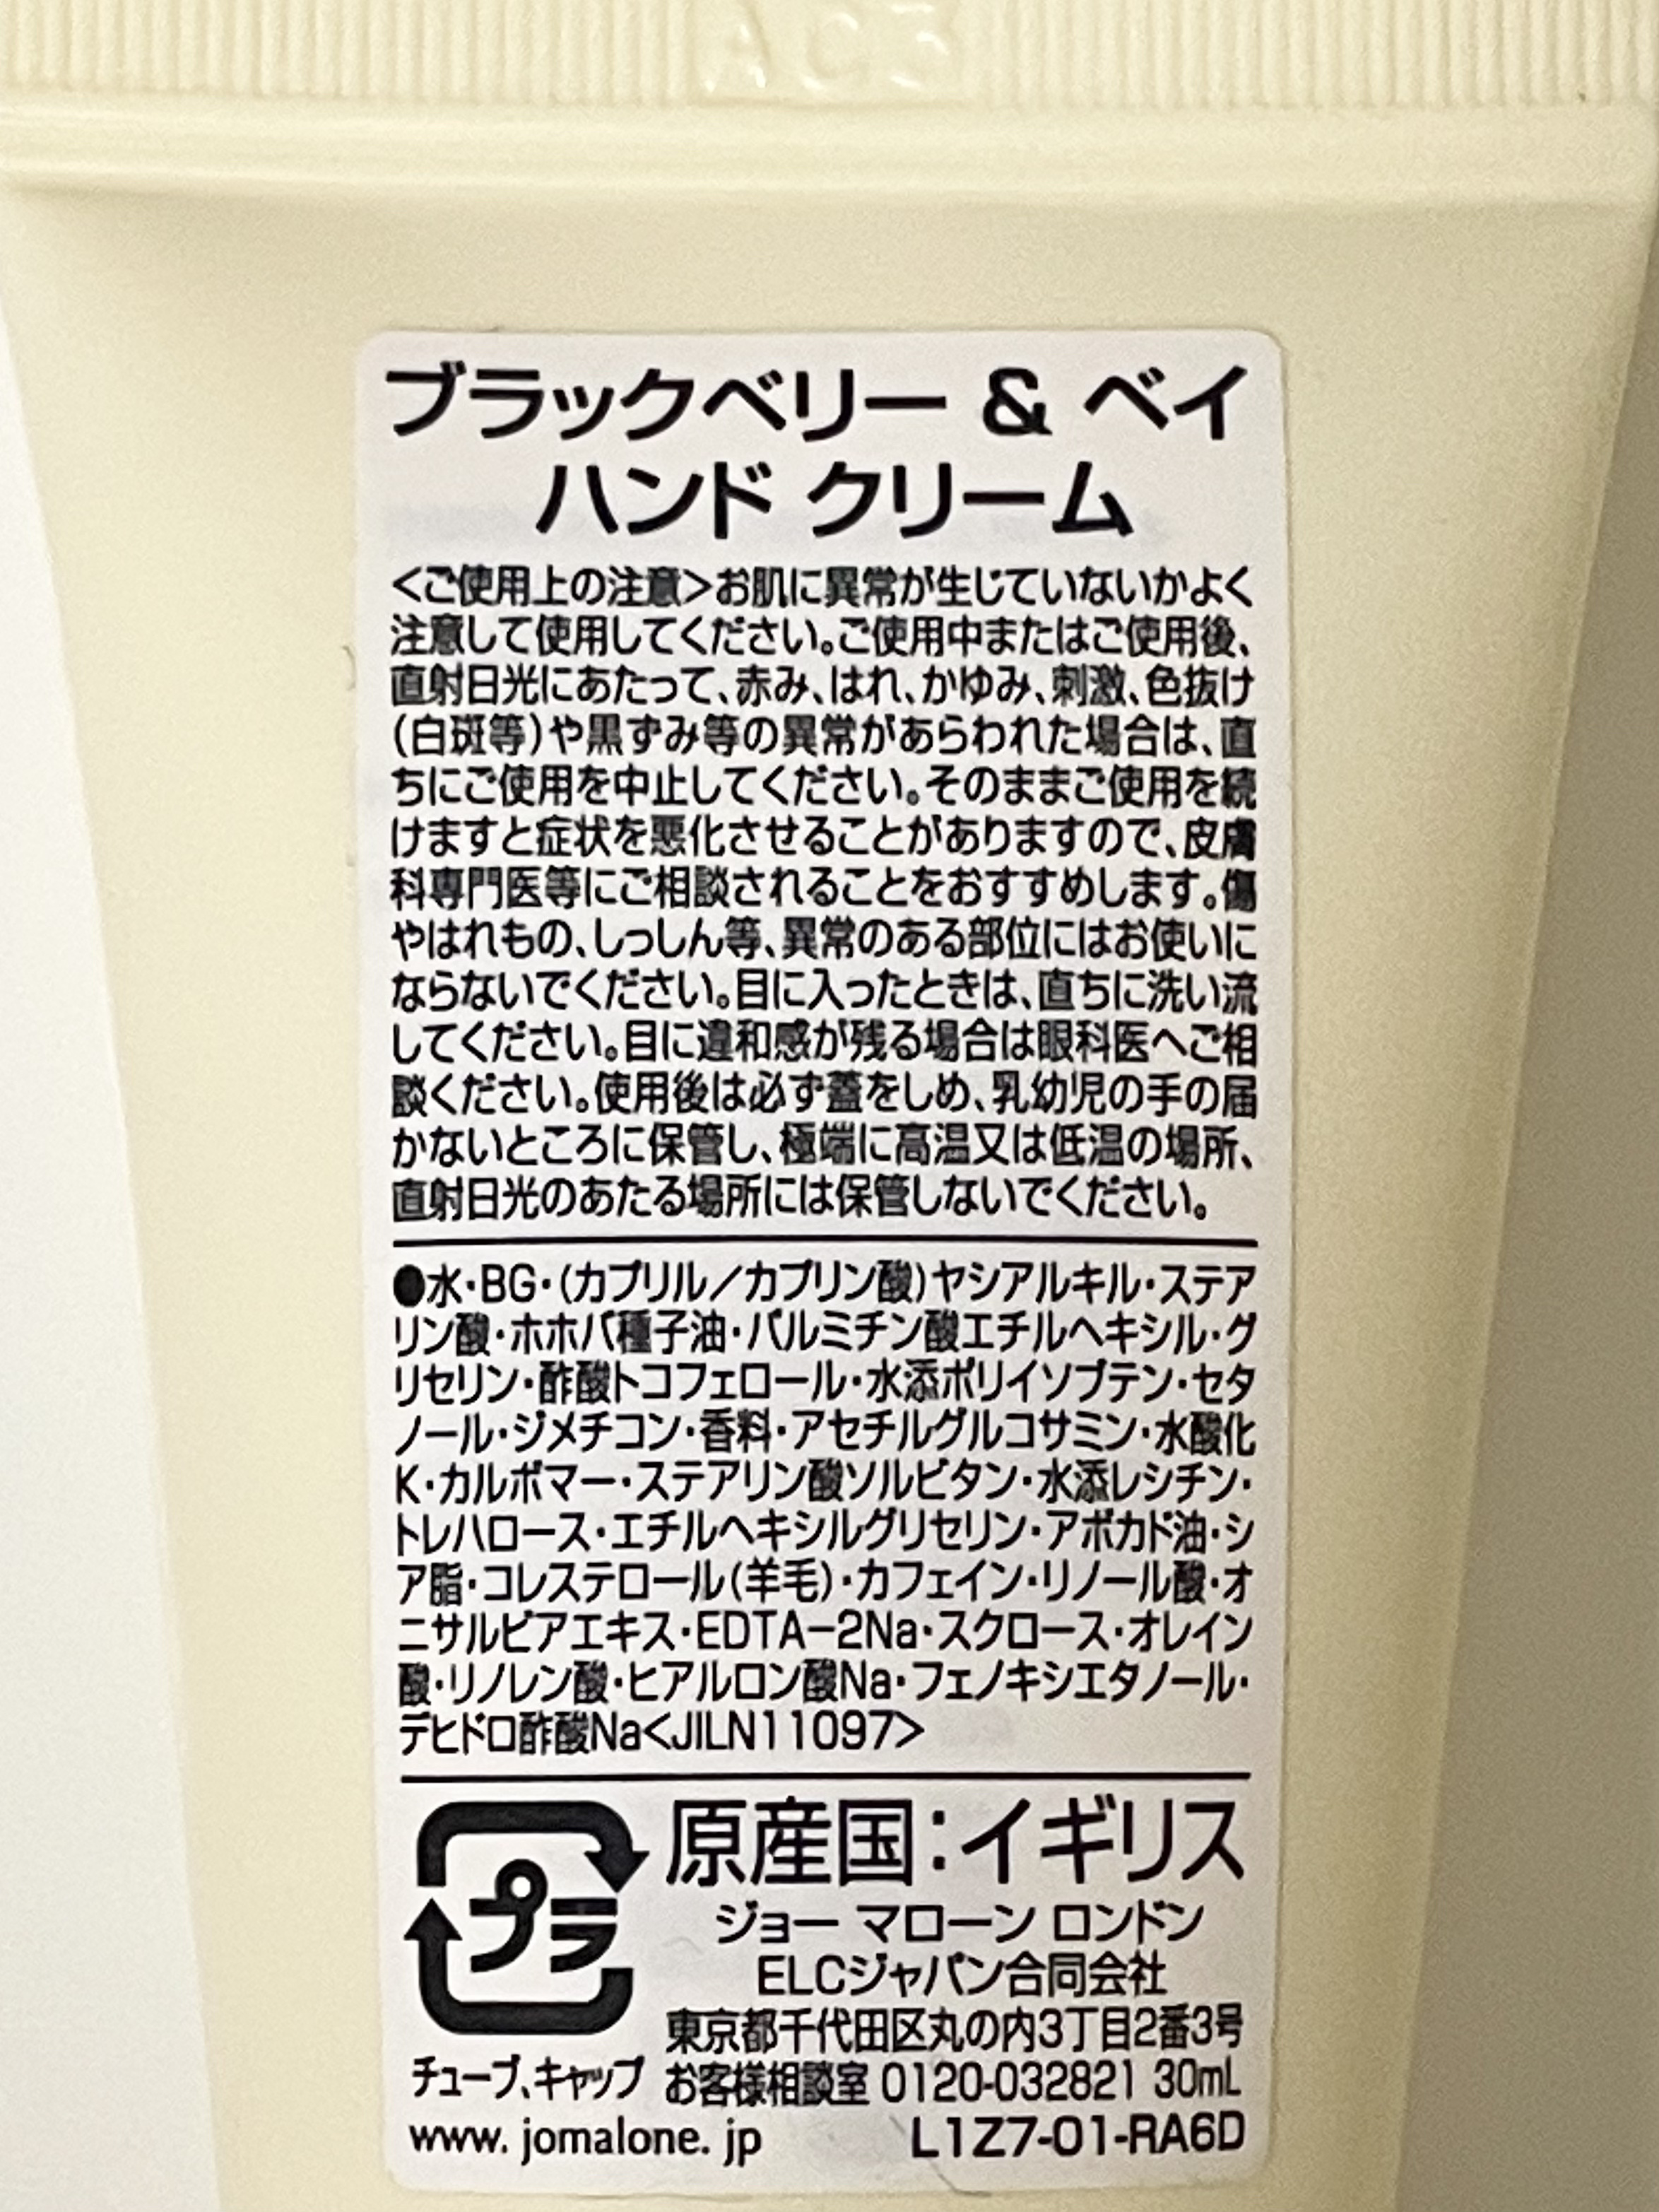 AC3
ブラックベリー & ベイ
ハンド クリーム
<ご使用上の注意>お肌に異常が生じていないかよく
注意して使用してください。ご使用中またはご使用後、
直射日光にあたって、赤み、はれ、かゆみ、刺激、色抜け
(白斑等)や黒ずみ等の異常があらわれた場合は、直
ちにご使用を中止してください。そのままご使用を続
けますと症状を悪化させることがありますので、皮膚
科専門医等にご相談されることをおすすめします。傷
やはれもの、しっしん等、異常のある部位にはお使いに
ならないでください。目に入ったときは、直ちに洗い流
してください。目に違和感が残る場合は眼科医へご相
談ください。使用後は必ず蓋をしめ、乳幼児の手の届
かないところに保管し、極端に高温又は低温の場所、
直射日光のあたる場所には保管しないでください。
●水・BG・(カプリル/カプリン酸)ヤシアルキル・ステア
リン酸・ホホバ種子油・パルミチン酸エチルヘキシル・グ
リセリン・酢酸トコフェロール・水添ポリイソブテン・セタ
ノール・ジメチコン・香料・アセチルグルコサミン・水酸化
K・カルボマー・ステアリン酸ソルビタン・水添レシチン・
トレハロース・エチルヘキシルグリセリン・アボカド油・シ
ア脂・コレステロール(羊毛)・カフェイン・リノール酸・オ
ニサルビアエキス・EDTA-2Na・スクロース・オレイン
酸・リノレン酸・ヒアルロン酸Na・フェノキシエタノール・
デヒドロ酢酸Na<JILN11097>
原産国:イギリス
プラ
ジョー マローン ロンドン
ELCジャパン合同会社
東京都千代田区丸の内3丁目2番3号
チューブ、キャップ お客様相談室 0120-032821 30mL
www. jomalone. jp L1Z7-01-RA6D